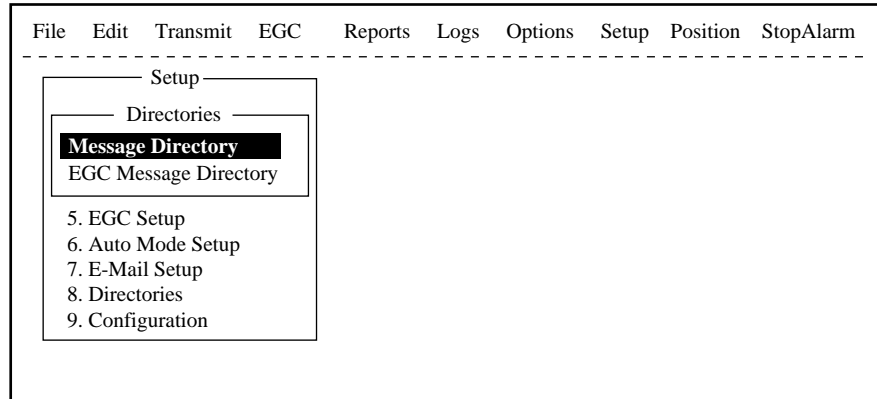 File Edit Transmit EGC Reports Logs Options Setup Position StopAlarm
Setup
Directories
Message Directory
EGC Message Directory
5. EGC Setup
6. Auto Mode Setup
7. E-Mail Setup
8. Directories
9. Configuration